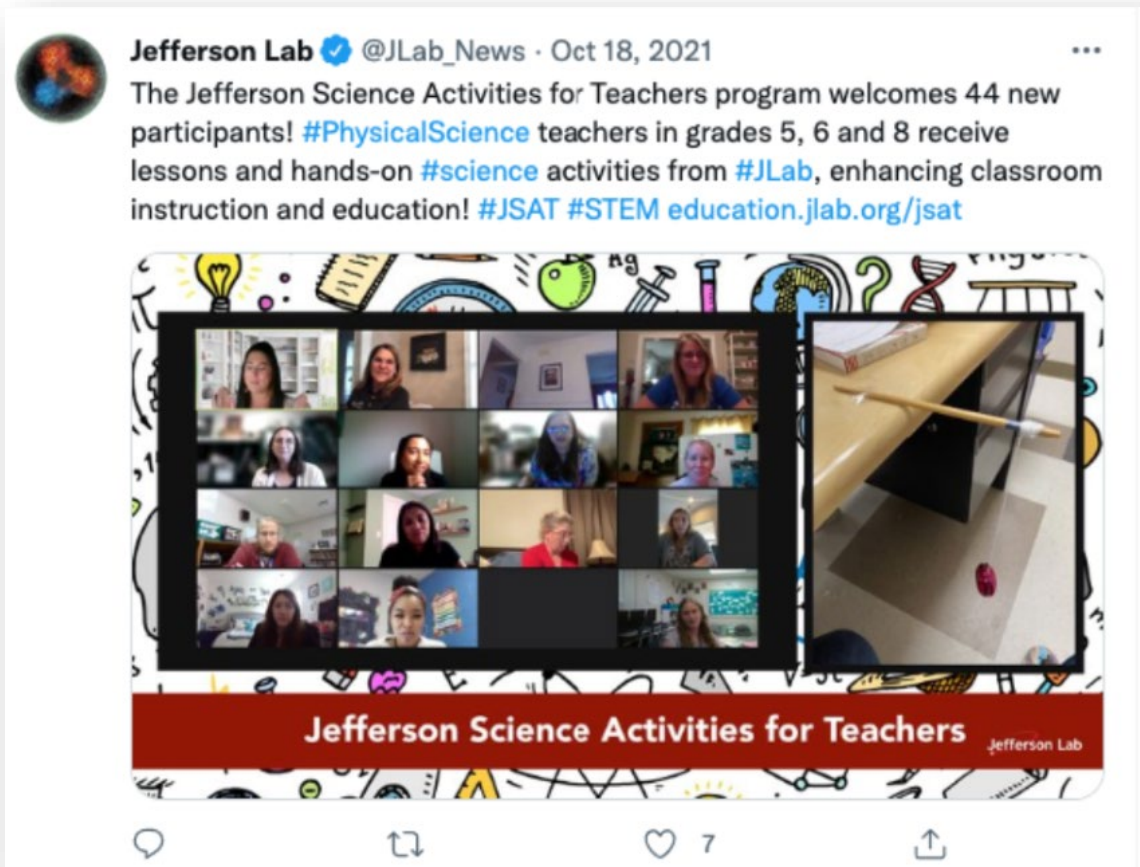 Jefferson Lab @JLab_News · Oct 18, 2021
The Jefferson Science Activities for Teachers program welcomes 44 new
participants! #PhysicalScience teachers in grades 5, 6 and 8 receive
lessons and hands-on #science activities from #JLab, enhancing classroom
instruction and education! #JSAT #STEM education.jlab.org/jsat
Ag
Jefferson Science Activities for Teachers
Jefferson Lab
7